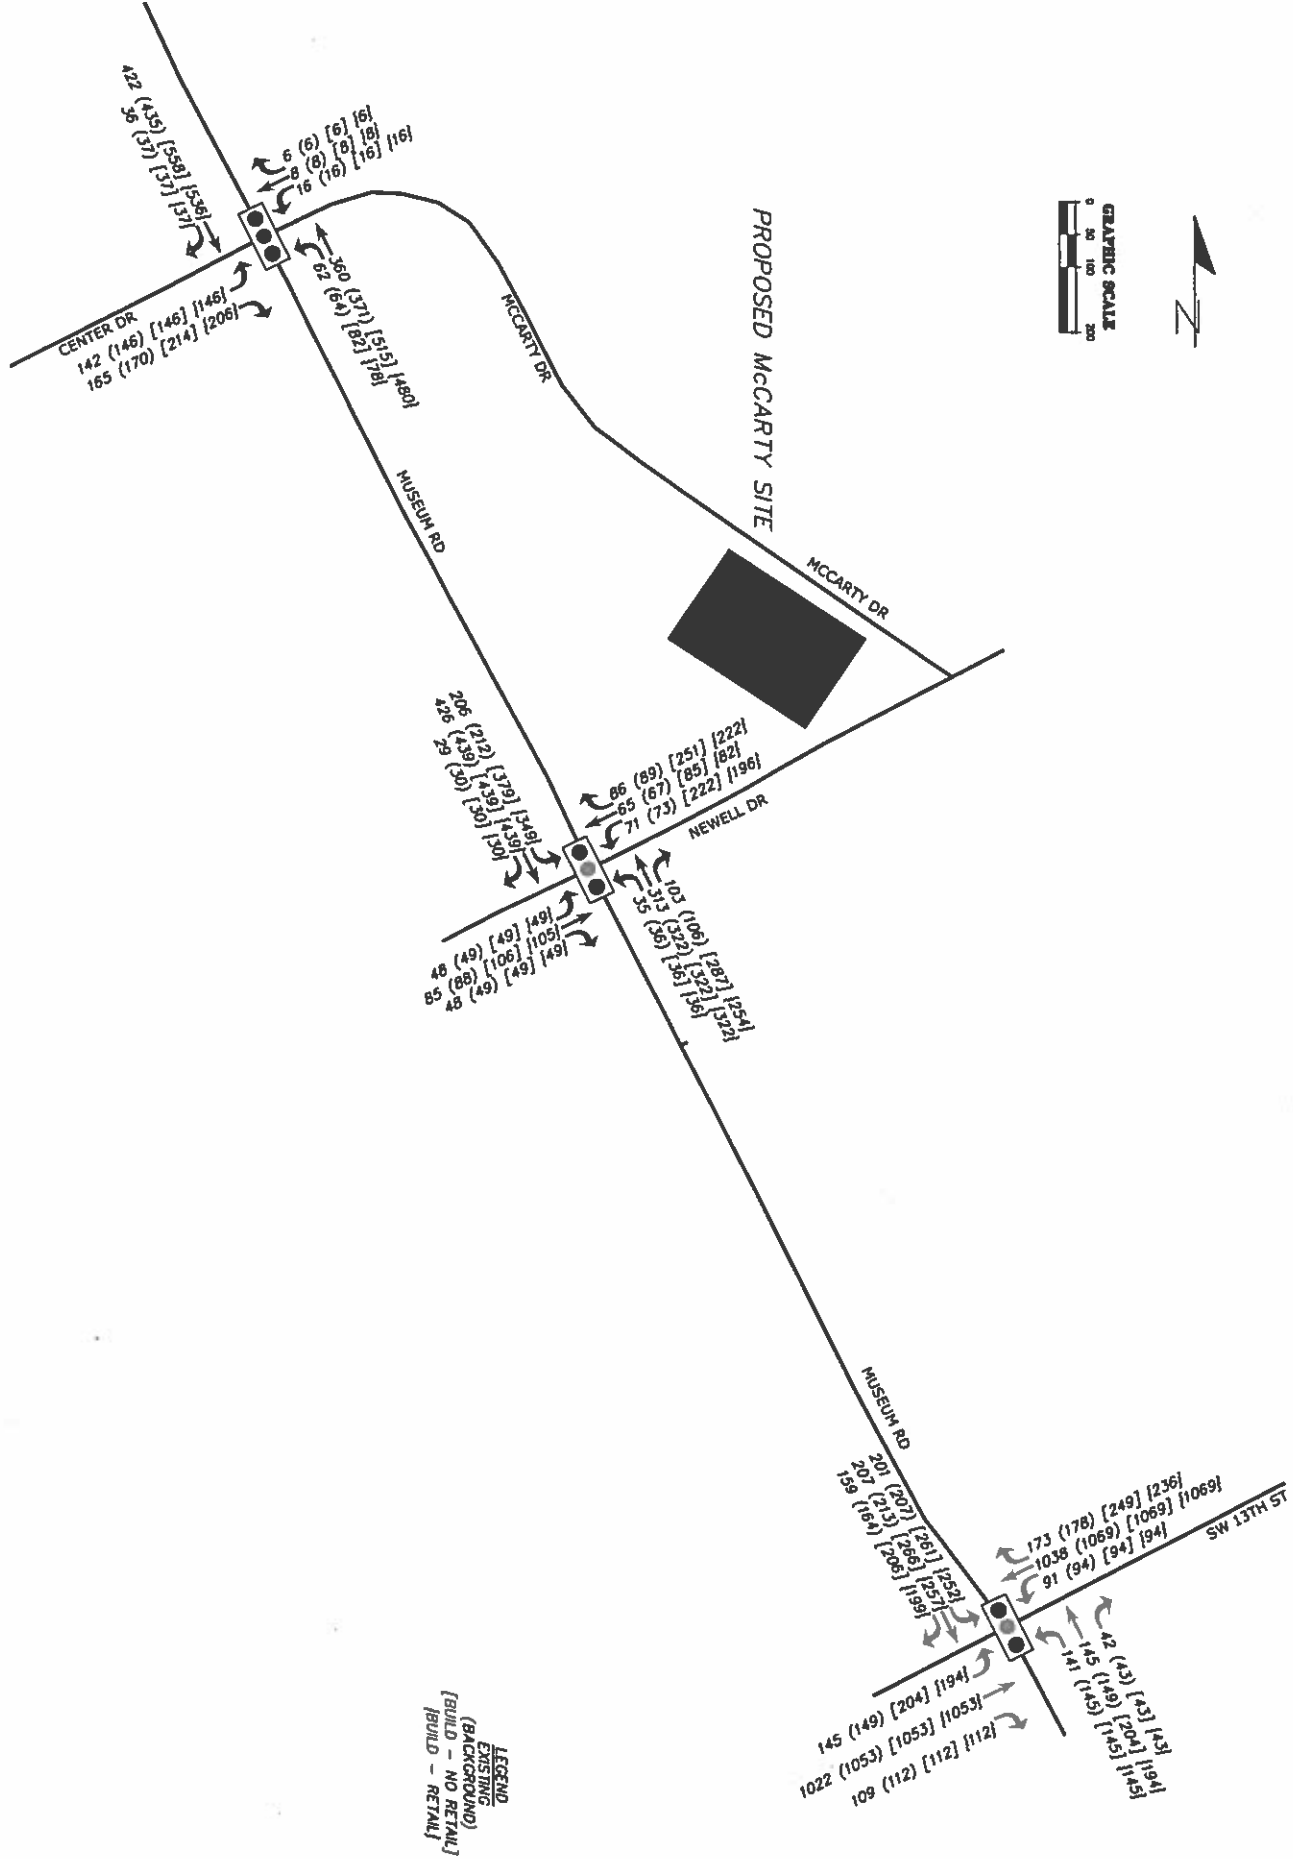 422 (435) [558] {536}
36 (37) [37] {37}
6 (6) [6] {6}
8 (8) [8] {8}
16 (16) [16] {16}
360 (371) [515] {480}
62 (64) [82] {78}
CENTER DR
142 (146) [146] {146}
165 (170) [214] {206}
MCCARTY DR
MUSEUM RD
PROPOSED McCARTY SITE
GRAPHIC SCALE
0 50 100 200
N
MCCARTY DR
206 (212) [379] {349}
426 (439) [439] {439}
29 (30) [30] {30}
86 (89) [251] {222}
65 (67) [85] {82}
71 (73) [222] {196}
NEWELL DR
103 (106) [287] {254}
313 (322) [322] {322}
35 (36) [36] {36}
48 (49) [49] {49}
85 (88) [106] {105}
48 (49) [49] {49}
MUSEUM RD
201 (207) [261] {252}
207 (213) [266] {257}
159 (164) [206] {199}
173 (178) [249] {236}
1038 (1069) [1069] {1069}
91 (94) [94] {94}
SW 13TH ST
42 (43) [43] {43}
145 (149) [204] {194}
141 (145) [145] {145}
145 (149) [204] {194}
1022 (1053) [1053] {1053}
109 (112) [112] {112}
LEGEND
EXISTING
(BACKGROUND)
[BUILD - NO RETAIL]
{BUILD - RETAIL}